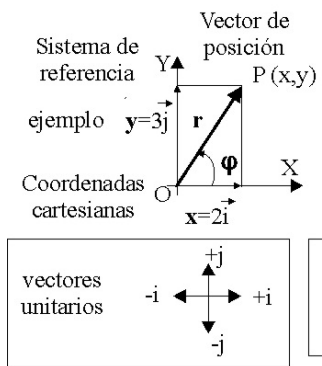 Vector de
posición
Sistema de
referencia
Y
P (x,y)
ejemplo
y=3j
r
φ
Coordenadas
cartesianas
O
X
x=2i
vectores
unitarios
+j
-i
+i
-j